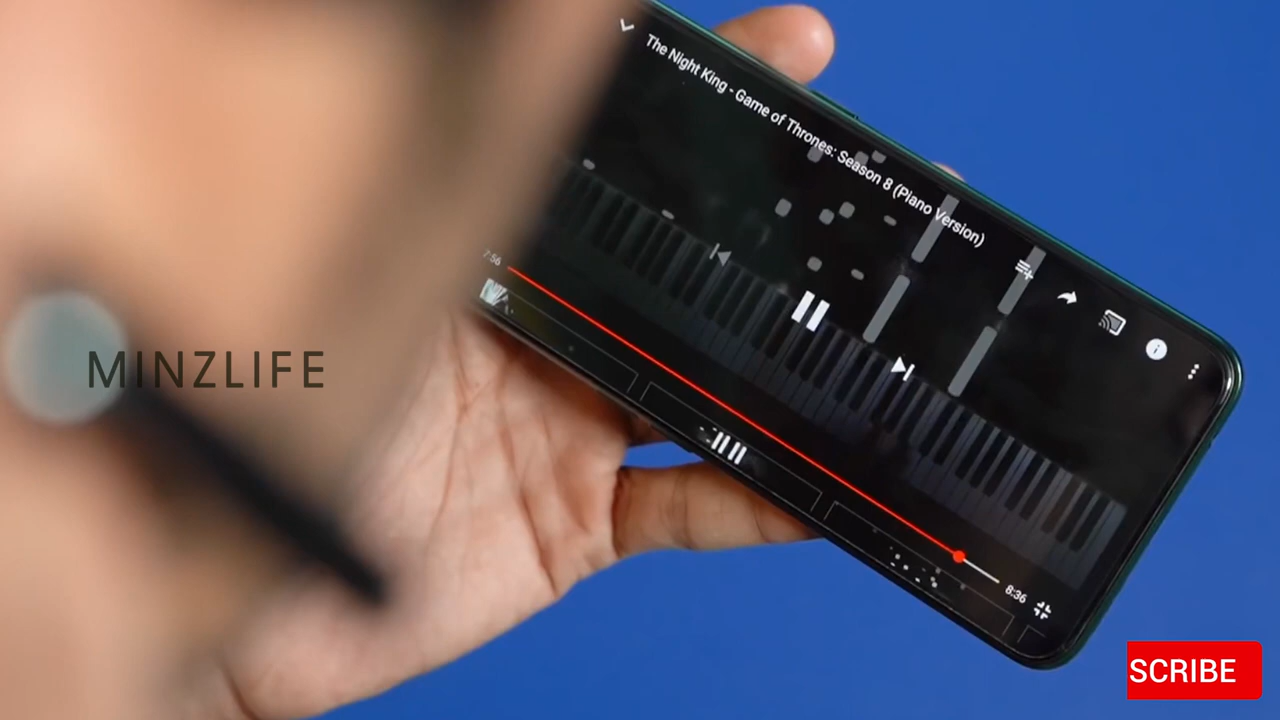 The Night King - Game of Thrones: Season 8 (Piano Version)
7:56
8:36
MINZLIFE
SCRIBE